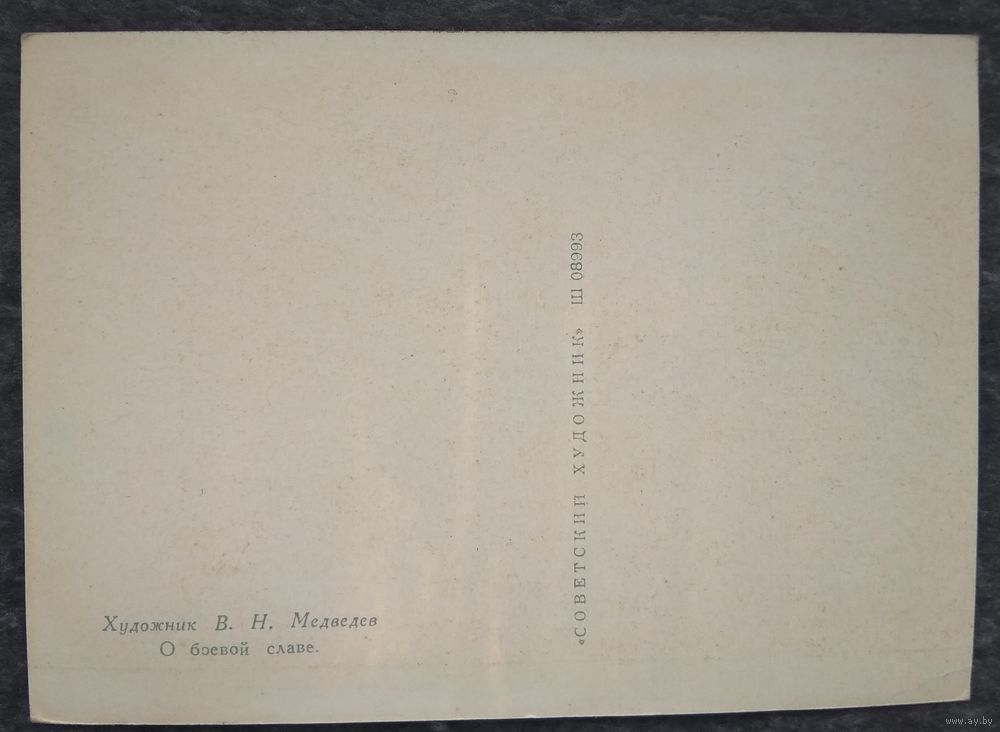 Художник В. Н. Медведев
О боевой славе.
«СОВЕТСКИЙ ХУДОЖНИК» Ш 08993
www.ay.by